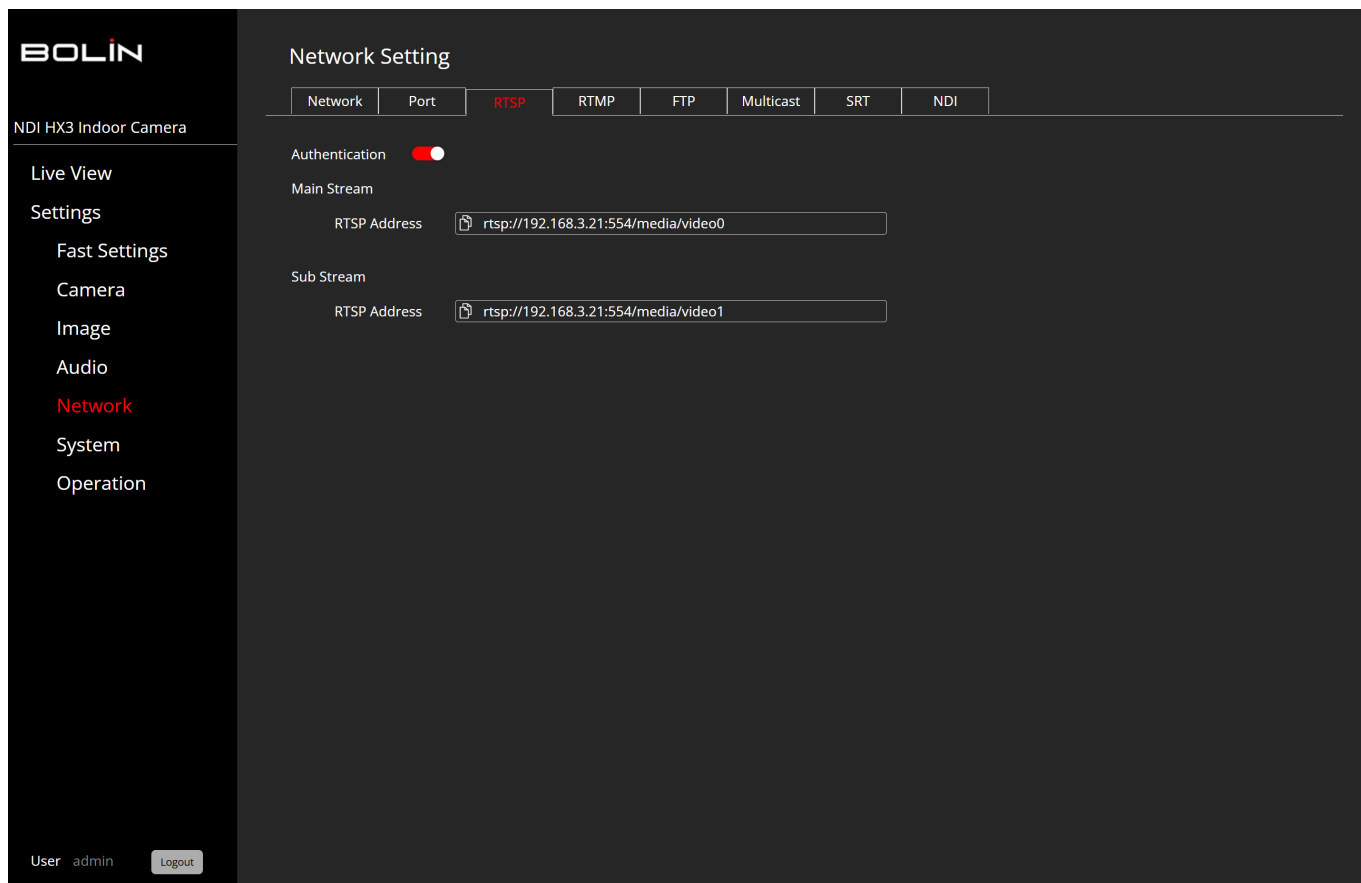 BOLIN
NDI HX3 Indoor Camera
Live View
Settings
Fast Settings
Camera
Image
Audio
Network
System
Operation
User admin
Logout
Network Setting
Network Port RTSP RTMP FTP Multicast SRT NDI
Authentication
Main Stream
RTSP Address rtsp://192.168.3.21:554/media/video0
Sub Stream
RTSP Address rtsp://192.168.3.21:554/media/video1